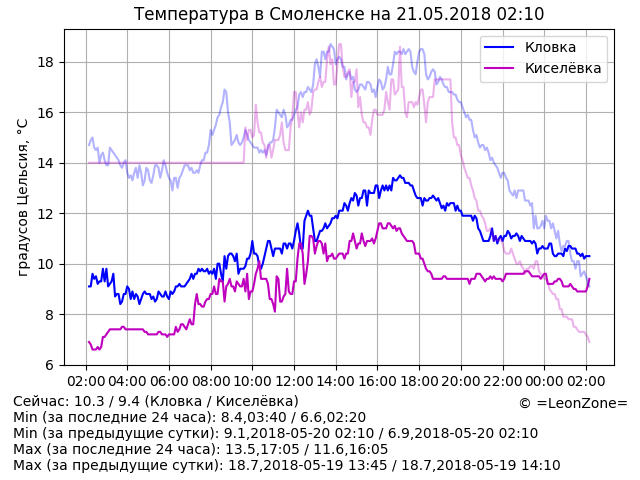 Температура в Смоленске на 21.05.2018 02:10
Кловка
Киселёвка
градусов Цельсия, °C
18
16
14
12
10
8
6
02:00 04:00 06:00 08:00 10:00 12:00 14:00 16:00 18:00 20:00 22:00 00:00 02:00
Сейчас: 10.3 / 9.4 (Кловка / Киселёвка)
© =LeonZone=
Min (за последние 24 часа): 8.4,03:40 / 6.6,02:20
Min (за предыдущие сутки): 9.1,2018-05-20 02:10 / 6.9,2018-05-20 02:10
Max (за последние 24 часа): 13.5,17:05 / 11.6,16:05
Max (за предыдущие сутки): 18.7,2018-05-19 13:45 / 18.7,2018-05-19 14:10